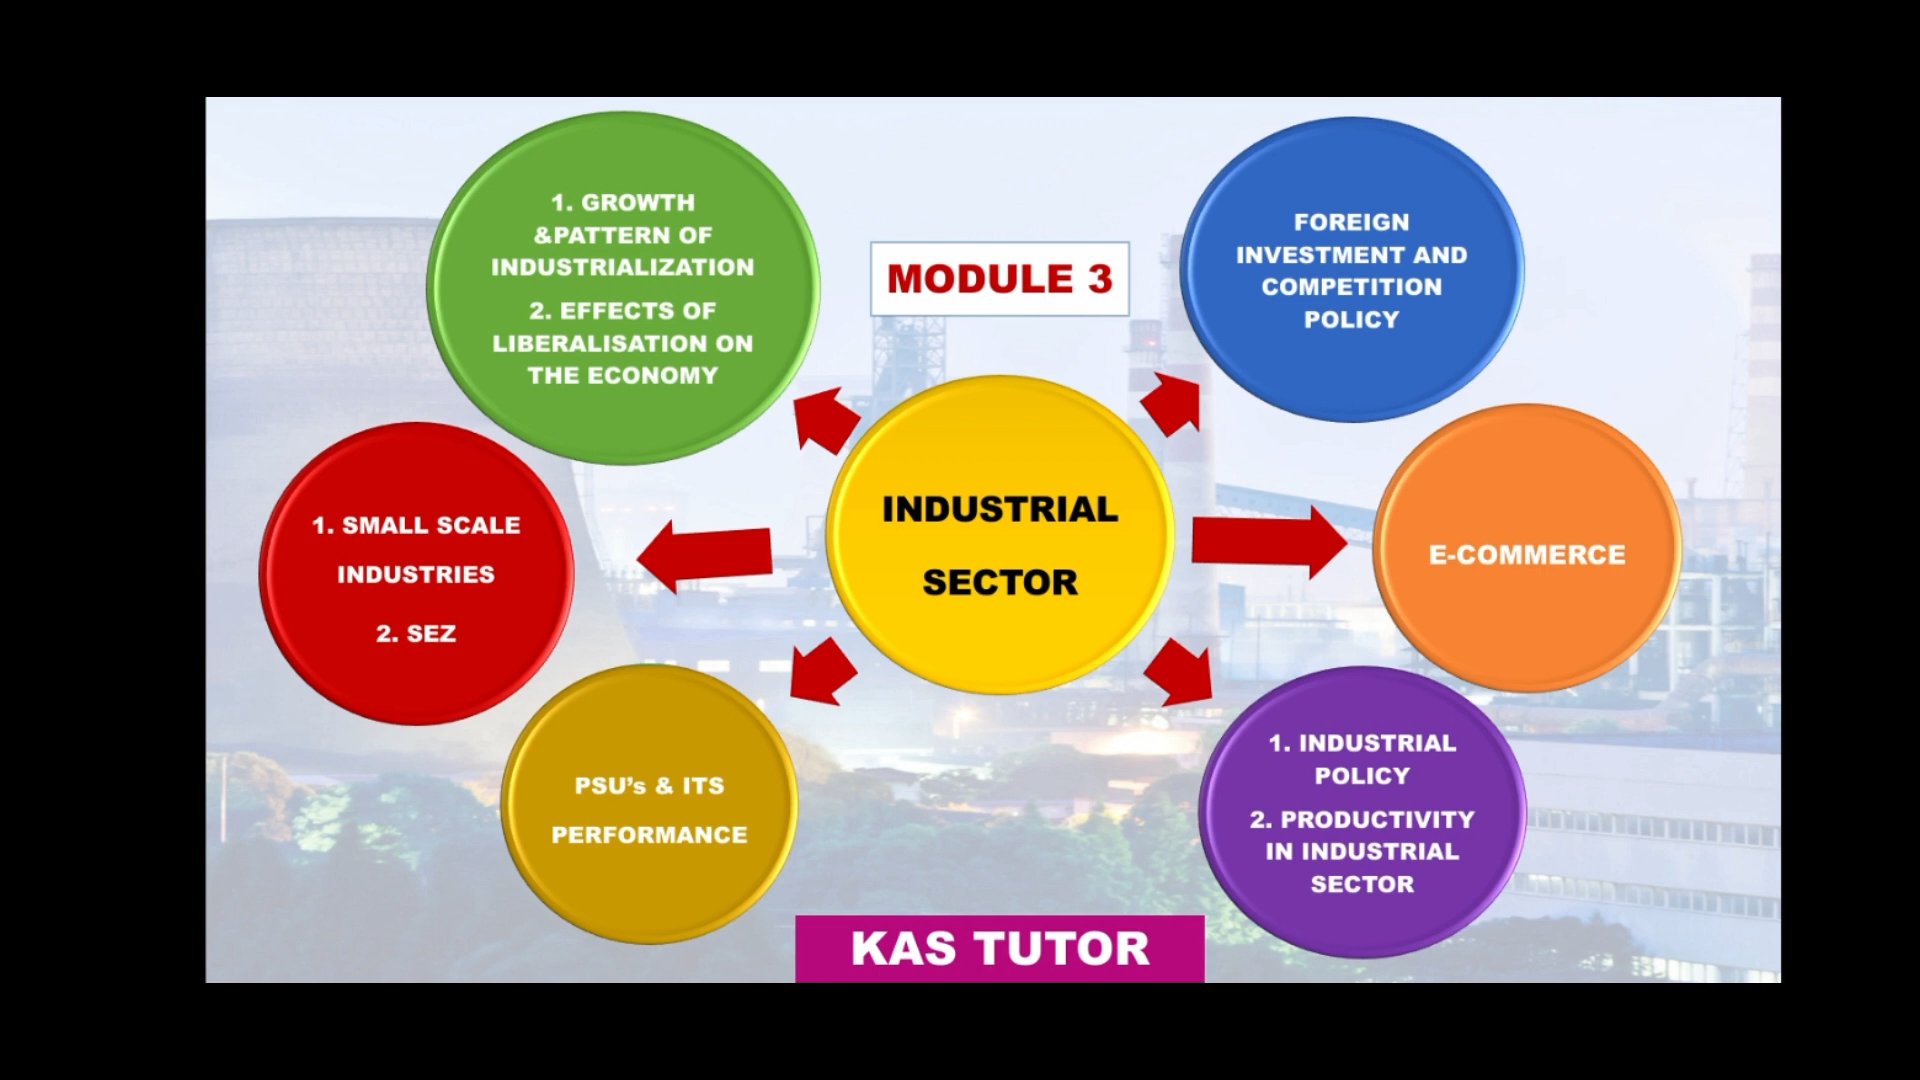 1. GROWTH
&PATTERN OF
INDUSTRIALIZATION
2. EFFECTS OF
LIBERALISATION ON
THE ECONOMY
MODULE 3
FOREIGN
INVESTMENT AND
COMPETITION
POLICY
1. SMALL SCALE
INDUSTRIES
2. SEZ
INDUSTRIAL
SECTOR
E-COMMERCE
PSU's & ITS
PERFORMANCE
1. INDUSTRIAL
POLICY
2. PRODUCTIVITY
IN INDUSTRIAL
SECTOR
KAS TUTOR